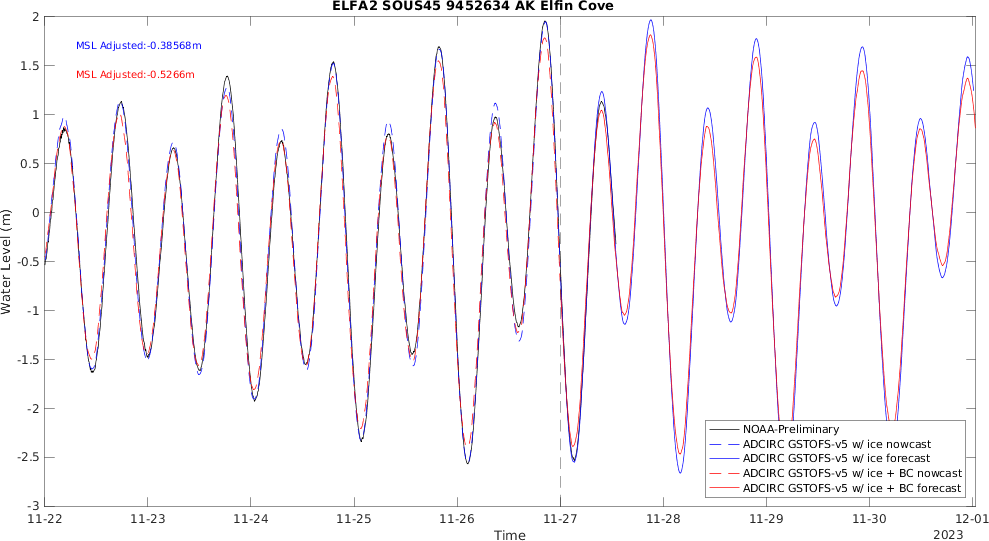 ELFA2 SOUS45 9452634 AK Elfin Cove
MSL Adjusted:-0.38568m
MSL Adjusted:-0.5266m
Water Level (m)
2
1.5
1
0.5
0
-0.5
-1
-1.5
-2
-2.5
-3
NOAA-Preliminary
ADCIRC GSTOFS-v5 w/ ice nowcast
ADCIRC GSTOFS-v5 w/ ice forecast
ADCIRC GSTOFS-v5 w/ice + BC nowcast
ADCIRC GSTOFS-v5 w/ice + BC forecast
11-22 11-23 11-24 11-25 11-26 11-27 11-28 11-29 11-30 12-01
Time
2023